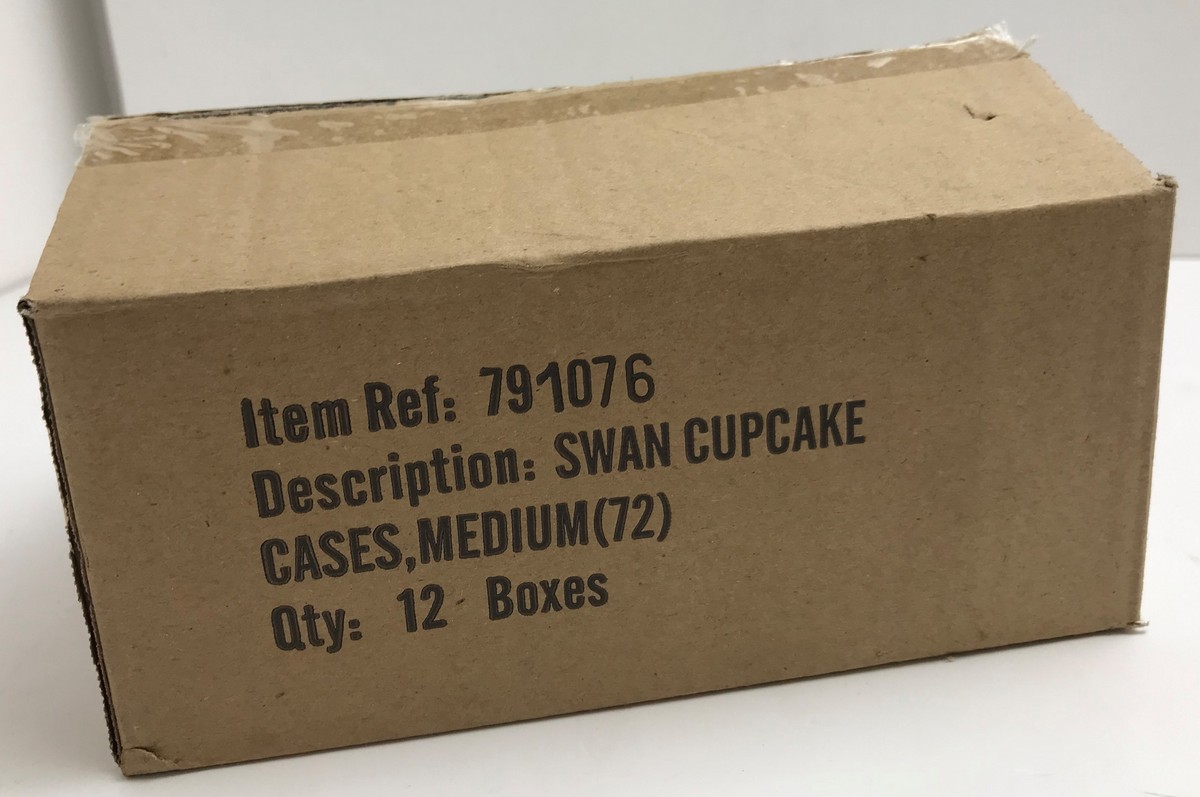 Item Ref: 791076
Description: SWAN CUPCAKE
CASES,MEDIUM(72)
Qty: 12 Boxes